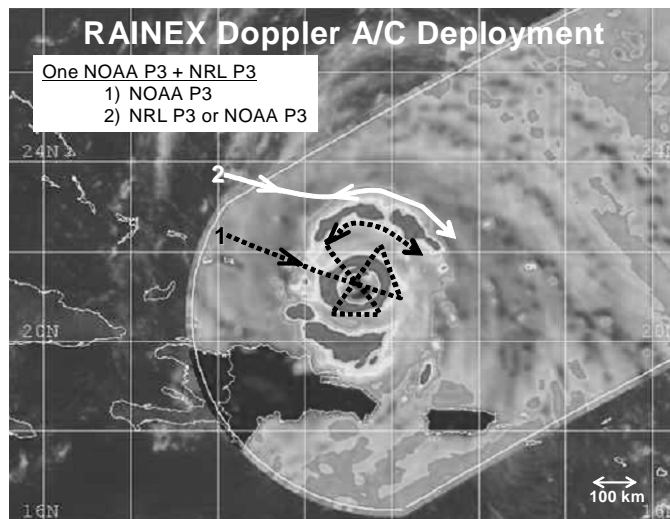 RAINEX Doppler A/C Deployment
One NOAA P3 + NRL P3
1) NOAA P3
2) NRL P3 or NOAA P3
24N
2
1
20N
100 km
16N